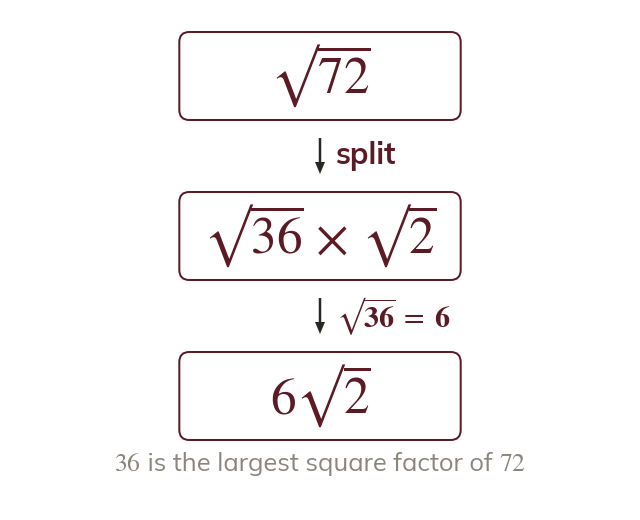 √72
split
√36 × √2
√36 = 6
6√2
36 is the largest square factor of 72